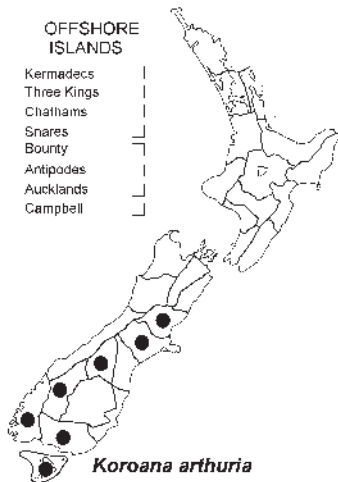 OFFSHORE
ISLANDS
Kermadecs
Three Kings
Chathams
Snares
Bounty
Antipodes
Aucklands
Campbell
Koroana arthuria